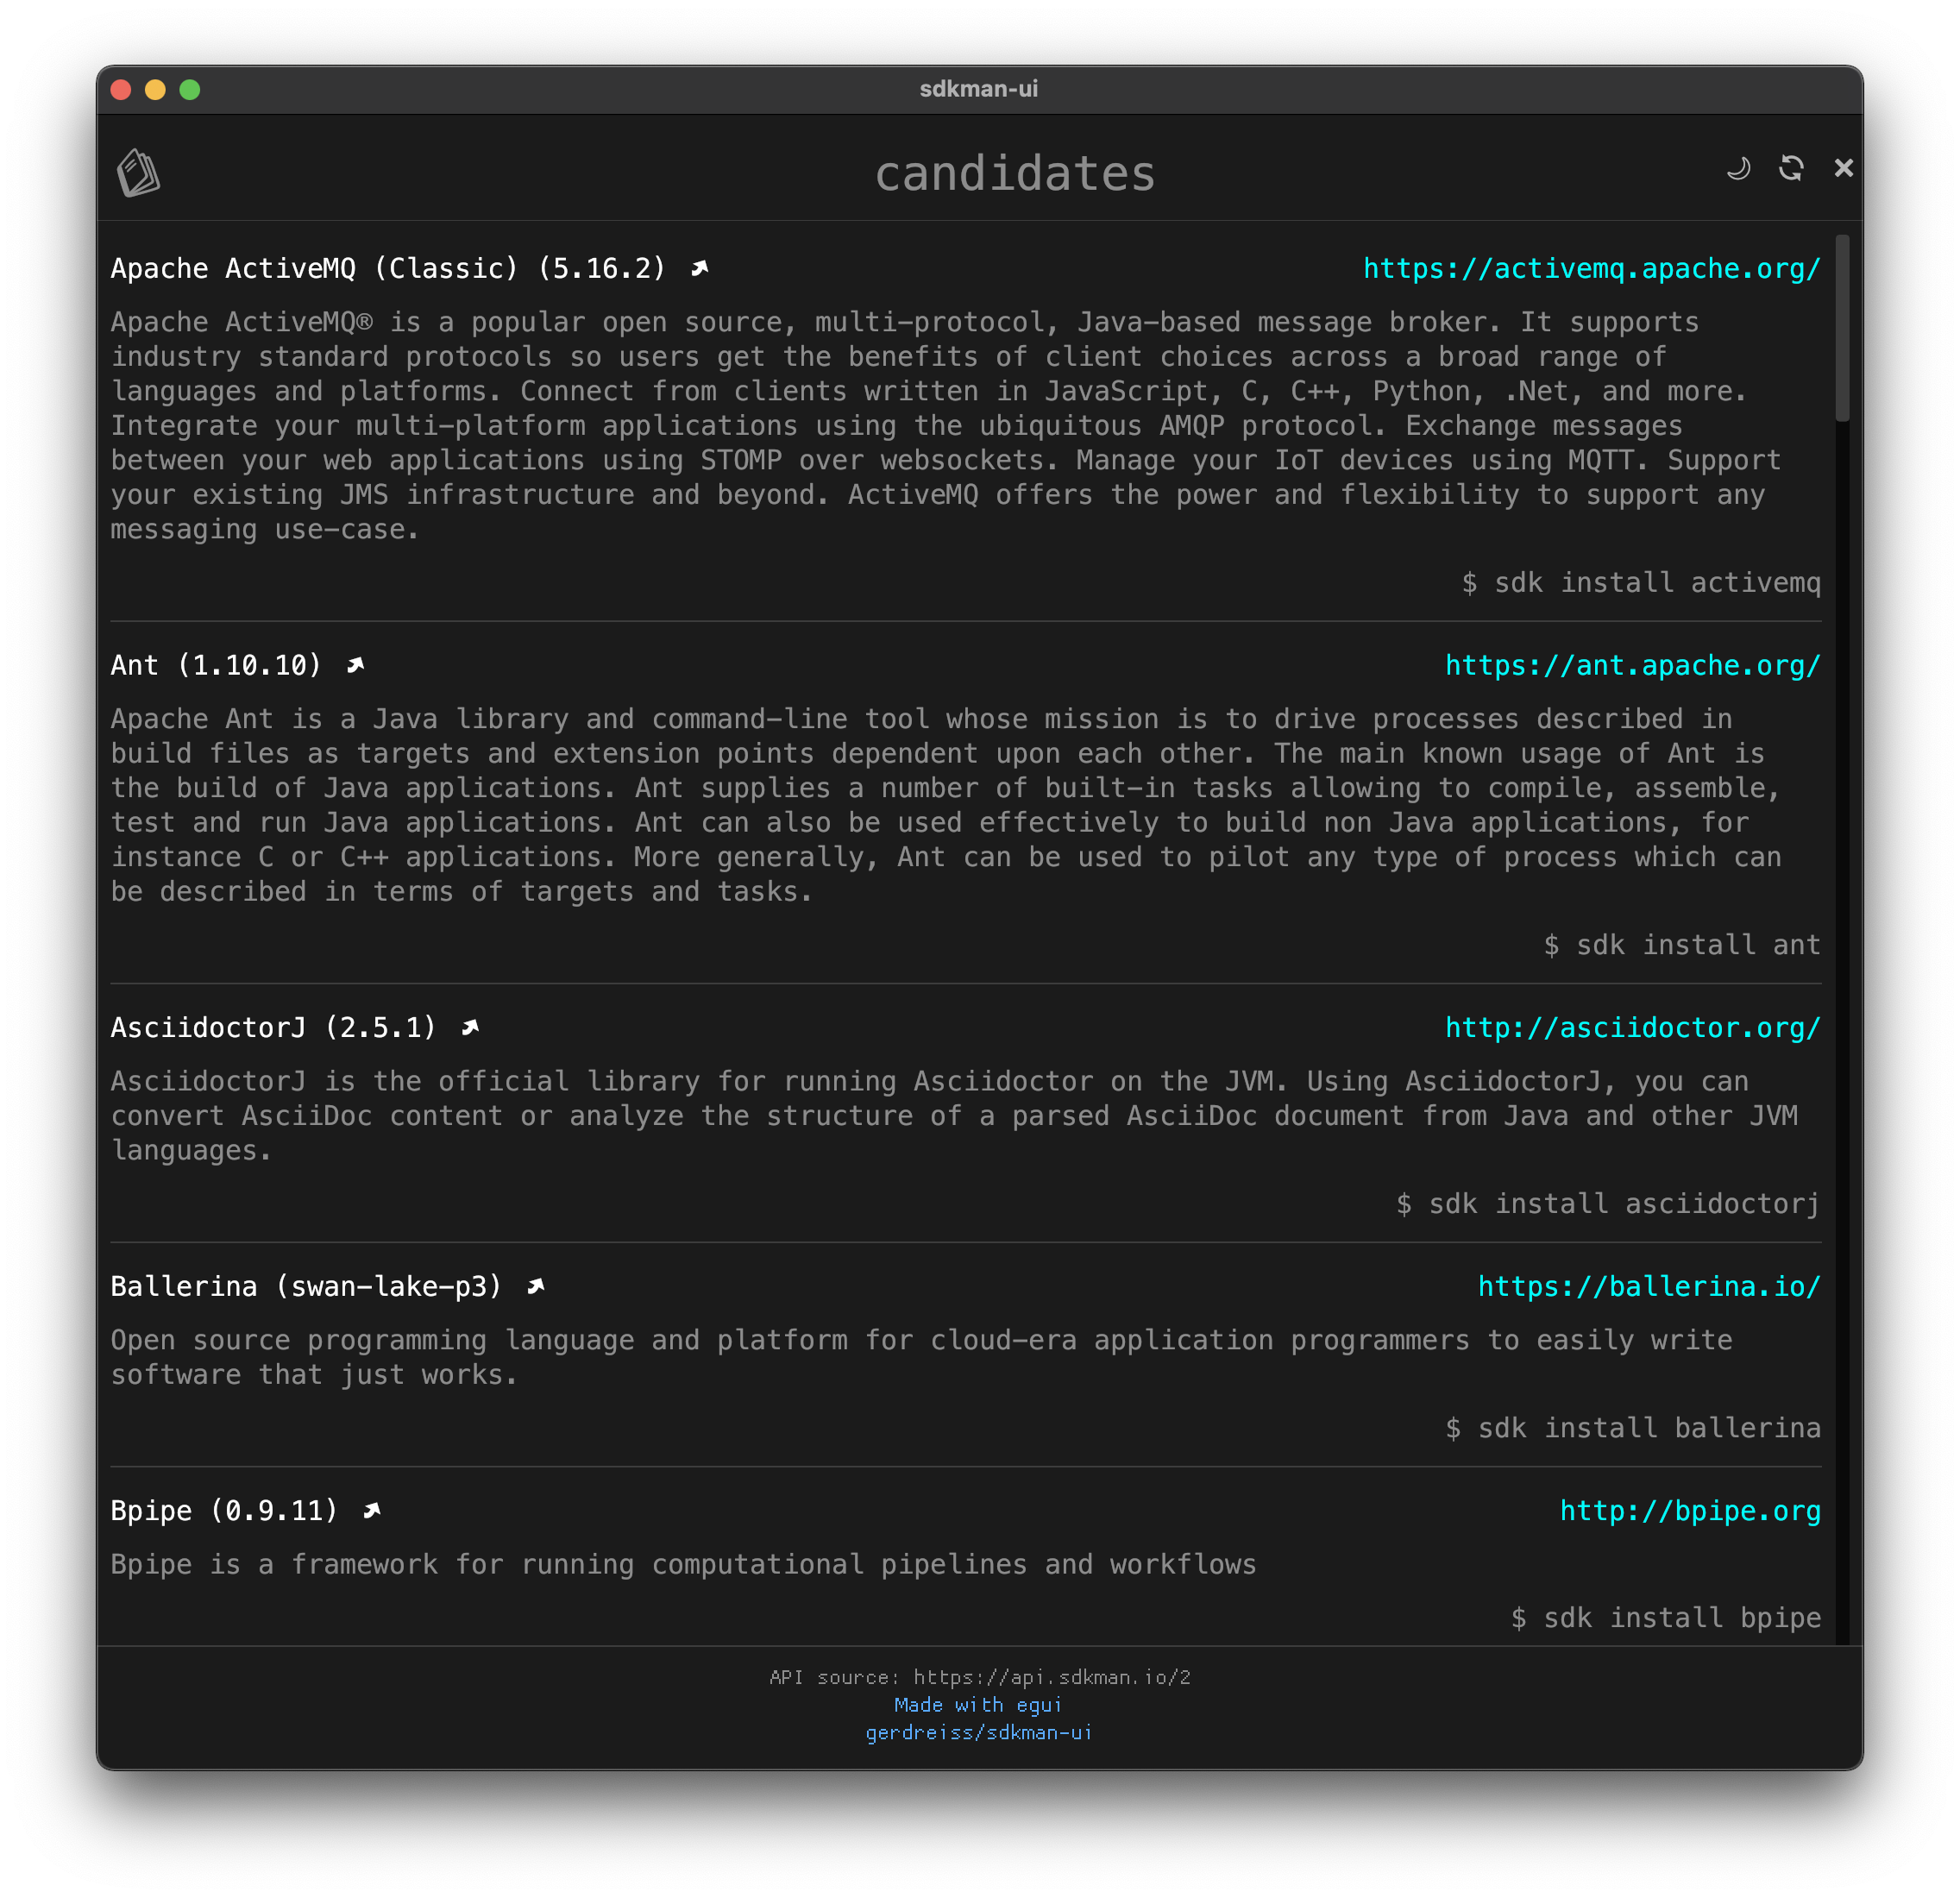 sdkman-ui
candidates
Apache ActiveMQ (Classic) (5.16.2)
https://activemq.apache.org/
Apache ActiveMQ® is a popular open source, multi-protocol, Java-based message broker. It supports
industry standard protocols so users get the benefits of client choices across a broad range of
languages and platforms. Connect from clients written in JavaScript, C, C++, Python, .Net, and more.
Integrate your multi-platform applications using the ubiquitous AMQP protocol. Exchange messages
between your web applications using STOMP over websockets. Manage your IoT devices using MQTT. Support
your existing JMS infrastructure and beyond. ActiveMQ offers the power and flexibility to support any
messaging use-case.
$ sdk install activemq
Ant (1.10.10)
https://ant.apache.org/
Apache Ant is a Java library and command-line tool whose mission is to drive processes described in
build files as targets and extension points dependent upon each other. The main known usage of Ant is
the build of Java applications. Ant supplies a number of built-in tasks allowing to compile, assemble,
test and run Java applications. Ant can also be used effectively to build non Java applications, for
instance C or C++ applications. More generally, Ant can be used to pilot any type of process which can
be described in terms of targets and tasks.
$ sdk install ant
AsciidoctorJ (2.5.1)
http://asciidoctor.org/
AsciidoctorJ is the official library for running Asciidoctor on the JVM. Using AsciidoctorJ, you can
convert AsciiDoc content or analyze the structure of a parsed AsciiDoc document from Java and other JVM
languages.
$ sdk install asciidoctorj
Ballerina (swan-lake-p3)
https://ballerina.io/
Open source programming language and platform for cloud-era application programmers to easily write
software that just works.
$ sdk install ballerina
Bpipe (0.9.11)
http://bpipe.org
Bpipe is a framework for running computational pipelines and workflows
$ sdk install bpipe
API source: https://api.sdkman.io/2
Made with egui
gerdreiss/sdkman-ui